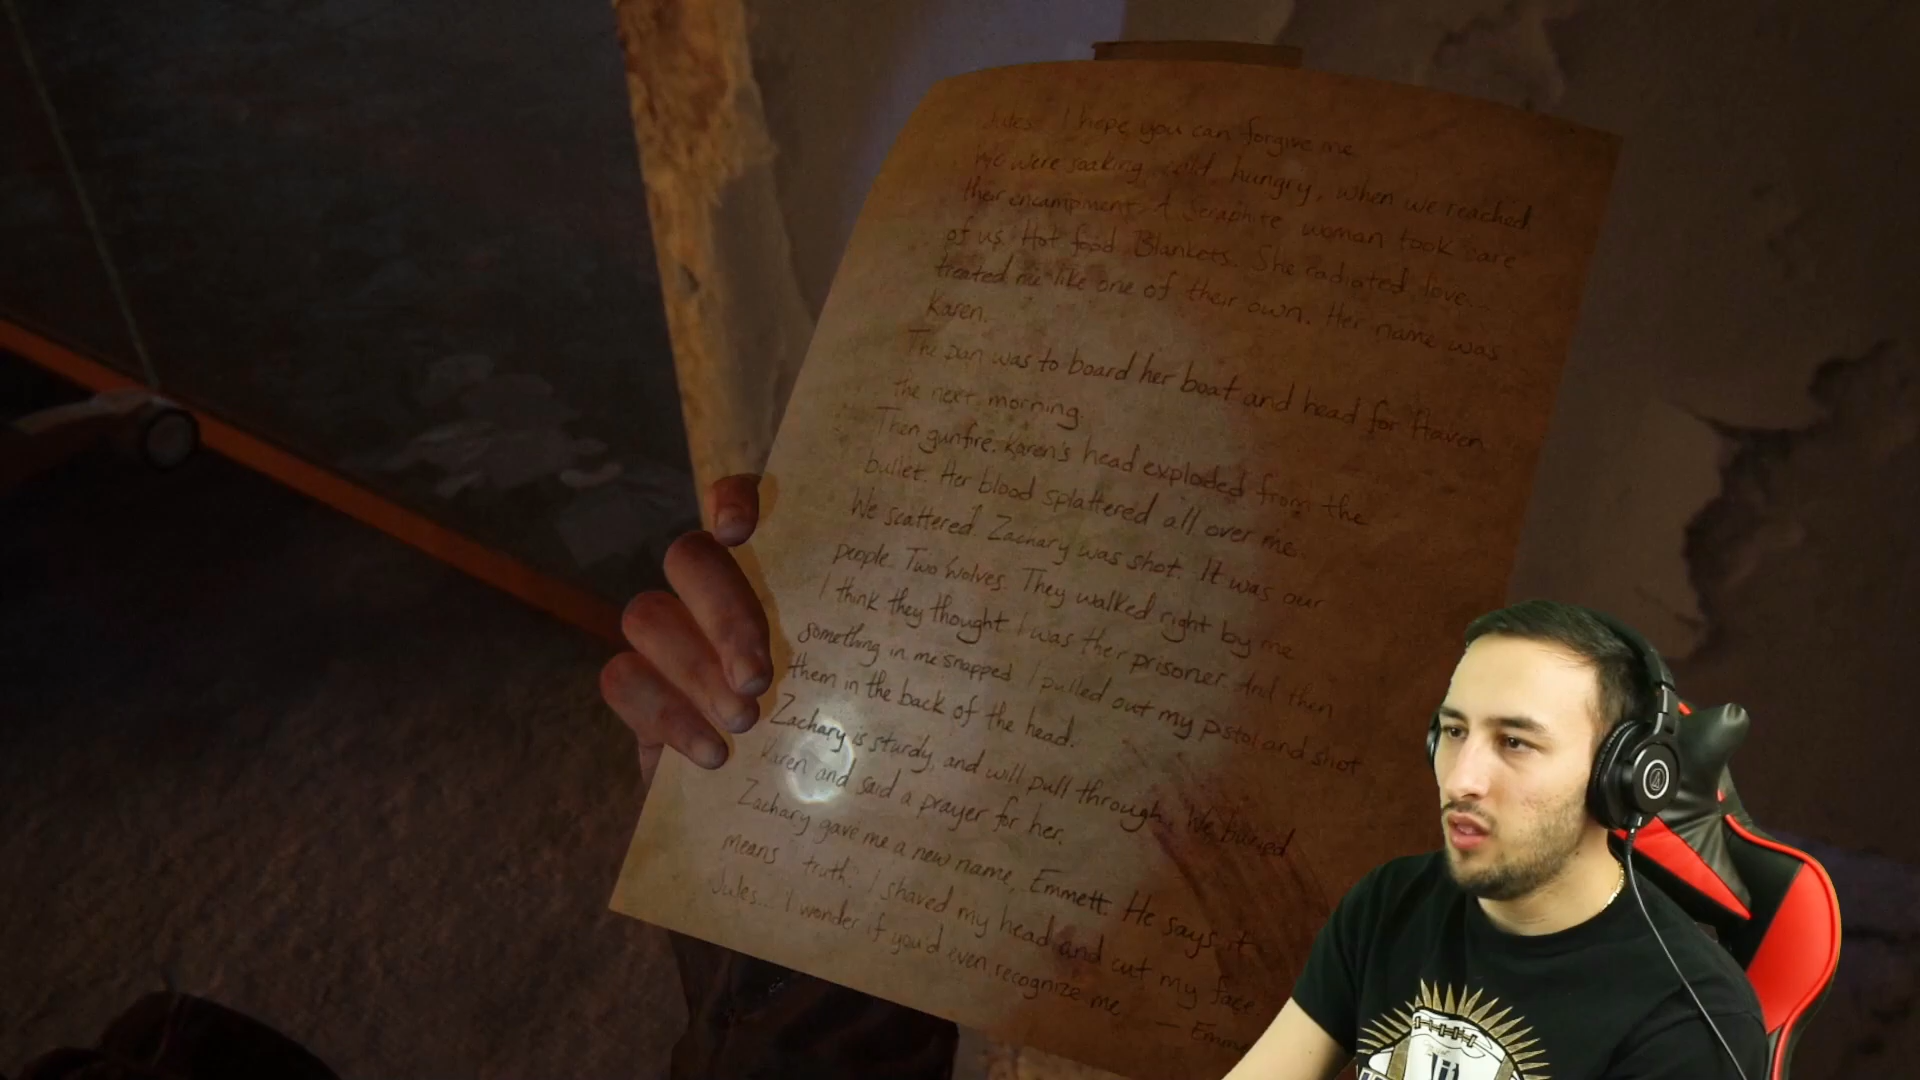 Jules... I hope you can forgive me.
We were soaking, cold, hungry, when we reached
their encampment. A Seraphite woman took care
of us. Hot food. Blankets. She radiated love...
treated me like one of their own. Her name was
Karen.
The plan was to board her boat and head for Haven
the next morning.
Then gunfire. Karen's head exploded from the
bullet. Her blood splattered all over me.
We scattered. Zachary was shot. It was our
people. Two Wolves. They walked right by me.
I think they thought I was their prisoner. And then
something in me snapped. I pulled out my pistol and shot
them in the back of the head.
Zachary is sturdy, and will pull through. We buried
Karen and said a prayer for her.
Zachary gave me a new name, Emmett. He says it
means "truth." I shaved my head and cut my face.
Jules... I wonder if you'd even recognize me.
— Emme